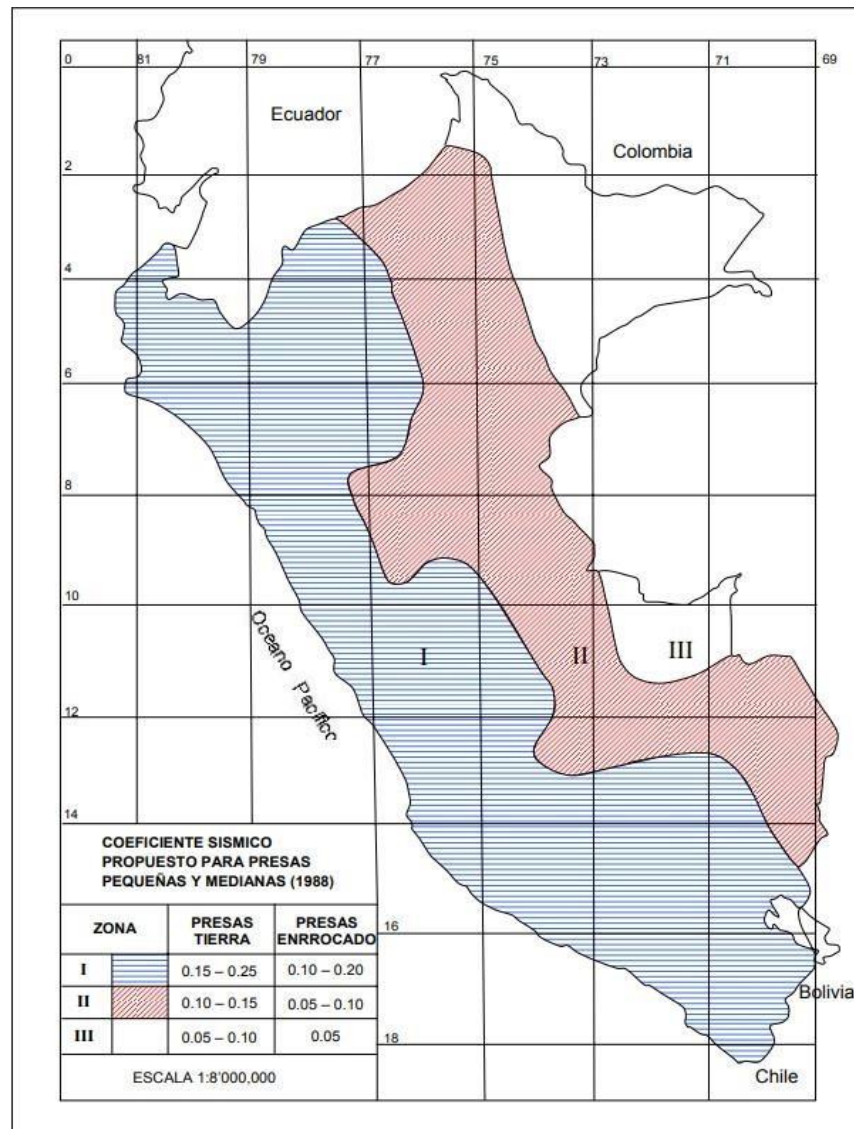 0 81 79 77 75 73 71 69
Ecuador
Colombia
2
4
6
8
10
Oceano Pacifico
I II III
12
14
COEFICIENTE SISMICO
PROPUESTO PARA PRESAS
PEQUEÑAS Y MEDIANAS (1988)
ZONA PRESAS TIERRA PRESAS ENRROCADO
I 0.15 – 0.25 0.10 – 0.20
II 0.10 – 0.15 0.05 – 0.10
III 0.05 – 0.10 0.05
16
Bolivia
18
ESCALA 1:8'000,000
Chile